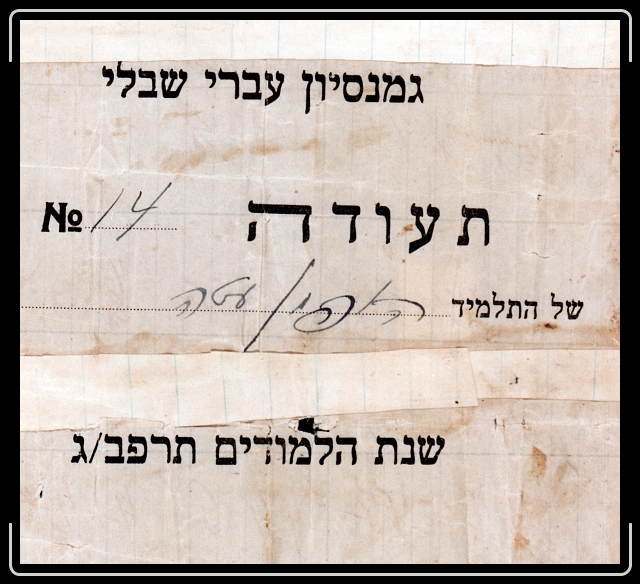 גמנסיון עברי שבלי
תעודה № 14
של התלמיד
שנת הלמודים תרפב/ג